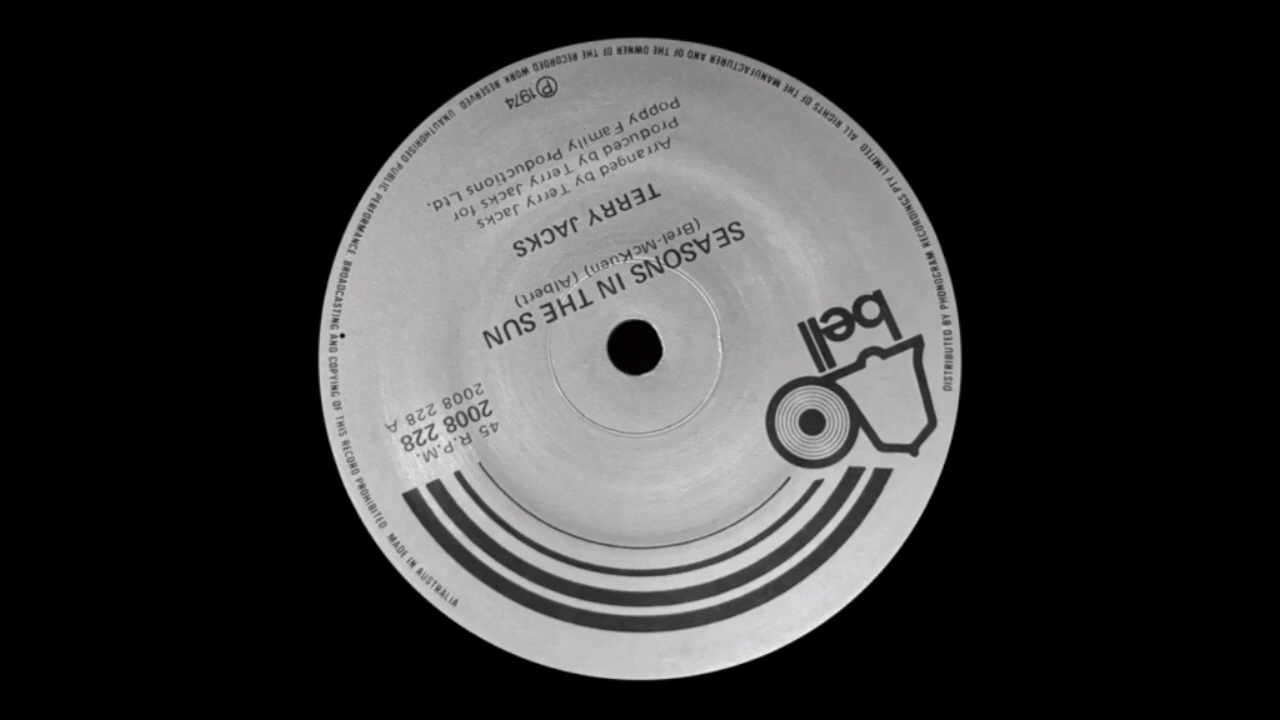 bell
45 R.P.M.
2008 228
2008 228 A
SEASONS IN THE SUN
(Brel-McKuen) (Albert)
TERRY JACKS
Arranged by Terry Jacks
Produced by Terry Jacks for
Poppy Family Productions Ltd.
Ⓟ1974
DISTRIBUTED BY PHONOGRAM RECORDINGS PTY LIMITED ALL RIGHTS OF THE MANUFACTURER AND OF THE OWNER OF THE RECORDED WORK RESERVED UNAUTHORISED PUBLIC PERFORMANCE BROADCASTING AND COPYING OF THIS RECORD PROHIBITED MADE IN AUSTRALIA